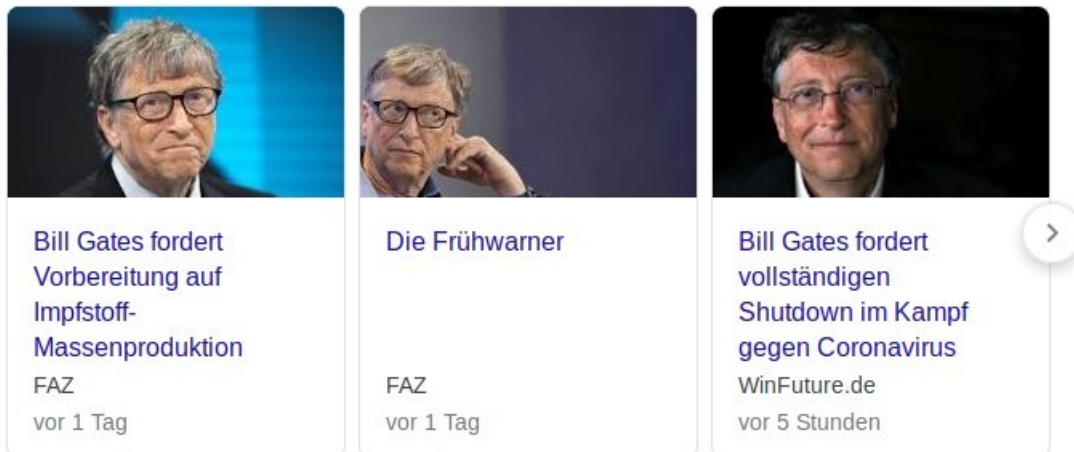 Bill Gates fordert
Vorbereitung auf
Impfstoff-
Massenproduktion
FAZ
vor 1 Tag
Die Frühwarner
FAZ
vor 1 Tag
Bill Gates fordert
vollständigen
Shutdown im Kampf
gegen Coronavirus
WinFuture.de
vor 5 Stunden